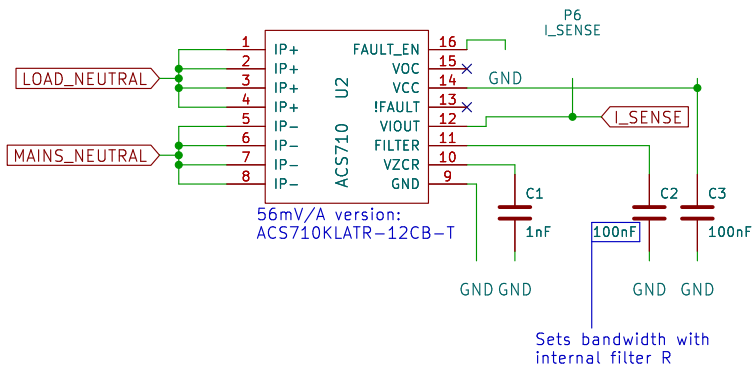 P6
I_SENSE
1 IP+ FAULT_EN 16
2 IP+ VOC 15
3 IP+ VCC 14 GND
4 IP+ !FAULT 13
5 IP- VIOUT 12
6 IP- FILTER 11
7 IP- VZCR 10
8 IP- GND 9
LOAD_NEUTRAL
MAINS_NEUTRAL
U2
ACS710
I_SENSE
56mV/A version:
ACS710KLATR-12CB-T
C1
1nF
C2
100nF
C3
100nF
GND GND GND GND
Sets bandwidth with
internal filter R